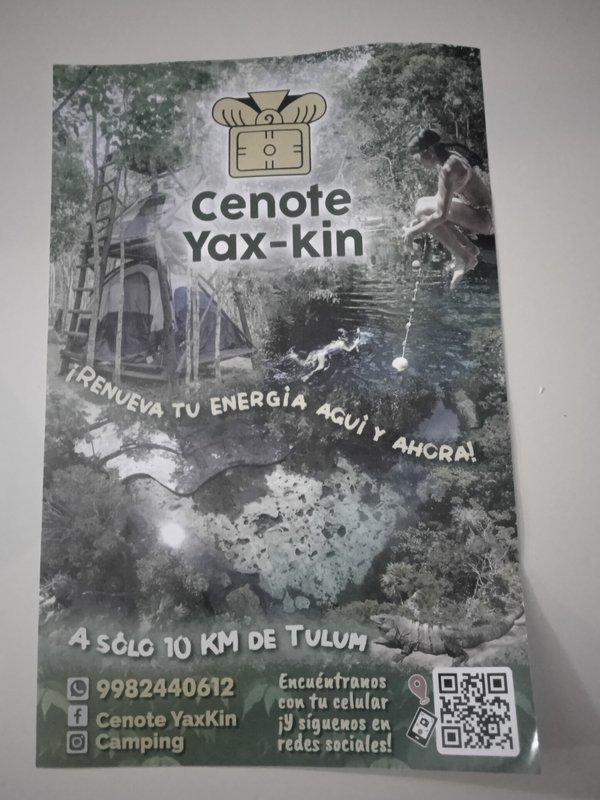 Cenote
Yax-kin
¡RENUEVA TU ENERGÍA AQUÍ Y AHORA!
A SÓLO 10 KM DE TULUM
9982440612
Cenote YaxKin
Camping
Encuéntranos
con tu celular
¡Y síguenos en
redes sociales!